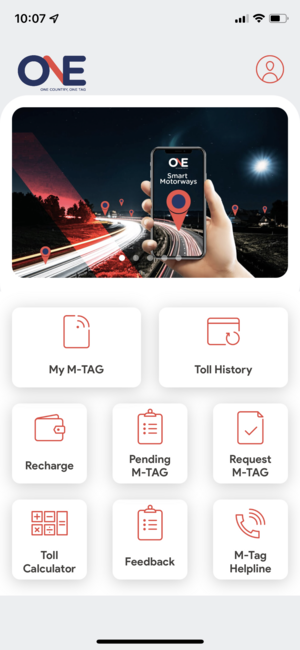 10:07
ONE
ONE COUNTRY. ONE TAG
ONE
Smart
Motorways
My M-TAG
Toll History
Recharge
Pending
M-TAG
Request
M-TAG
Toll
Calculator
Feedback
M-Tag
Helpline